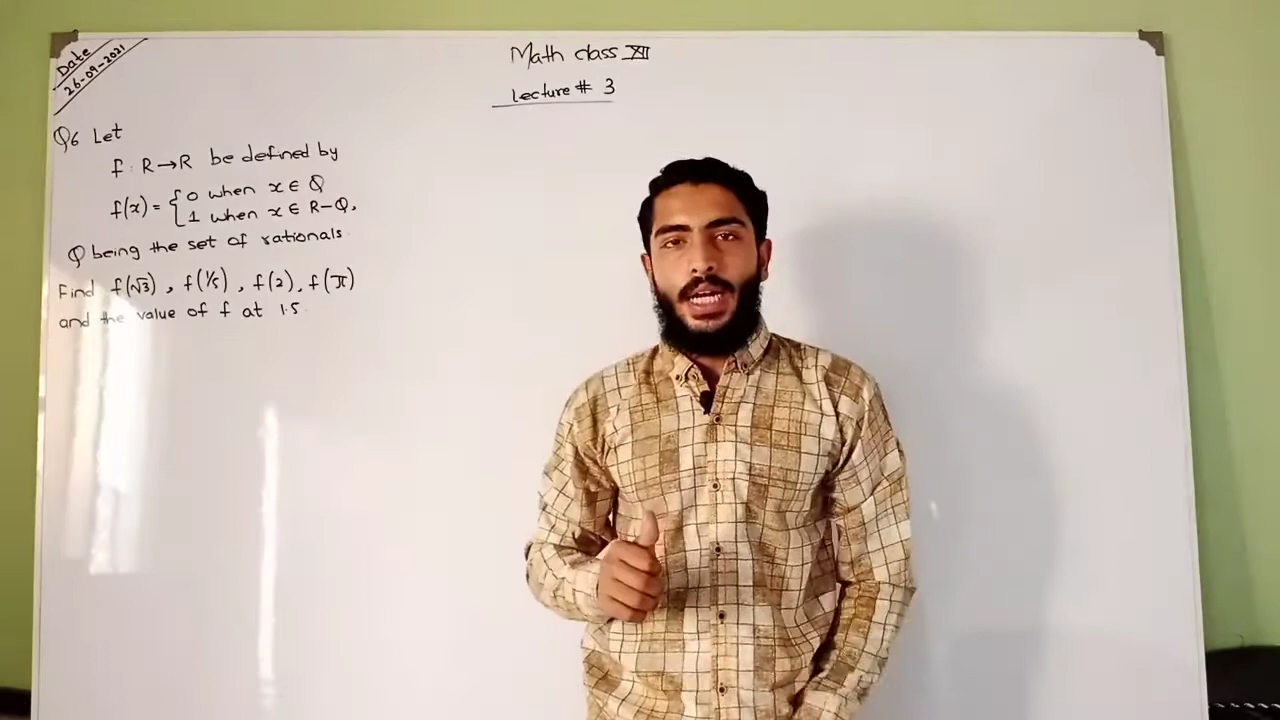 Date
26-09-2021
Math class XII
Lecture # 3
Q6 Let
f: R→R be defined by
f(x) = { 0 when x ∈ Q
1 when x ∈ R-Q,
Q being the set of rationals.
Find f(√3), f(1/5), f(2), f(π)
and the value of f at 1.5.